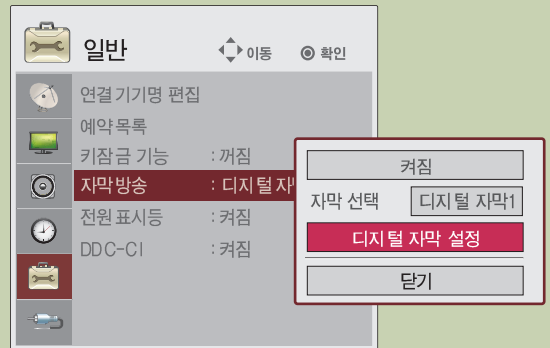 일반
이동
확인
연결기기명 편집
예약목록
키잠금 기능 : 꺼짐
자막방송 : 디지털 자막
전원표시등 : 켜짐
DDC-CI : 켜짐
켜짐
자막 선택 디지털 자막1
디지털 자막 설정
닫기